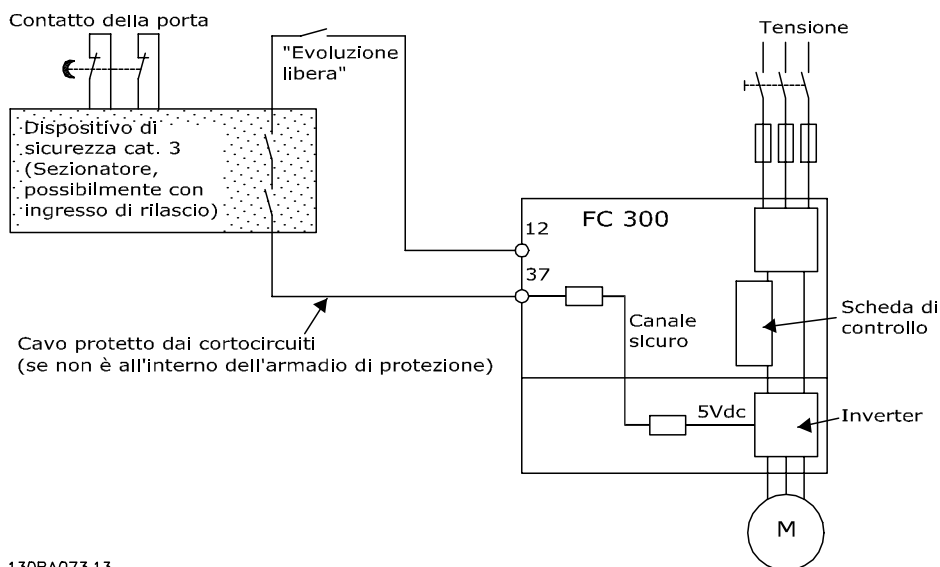 Contatto della porta
"Evoluzione
libera"
Tensione
Dispositivo di
sicurezza cat. 3
(Sezionatore,
possibilmente con
ingresso di rilascio)
FC 300
12
37
Canale
sicuro
Scheda di
controllo
Cavo protetto dai cortocircuiti
(se non è all'interno dell'armadio di protezione)
5Vdc
Inverter
M
130BA073.13